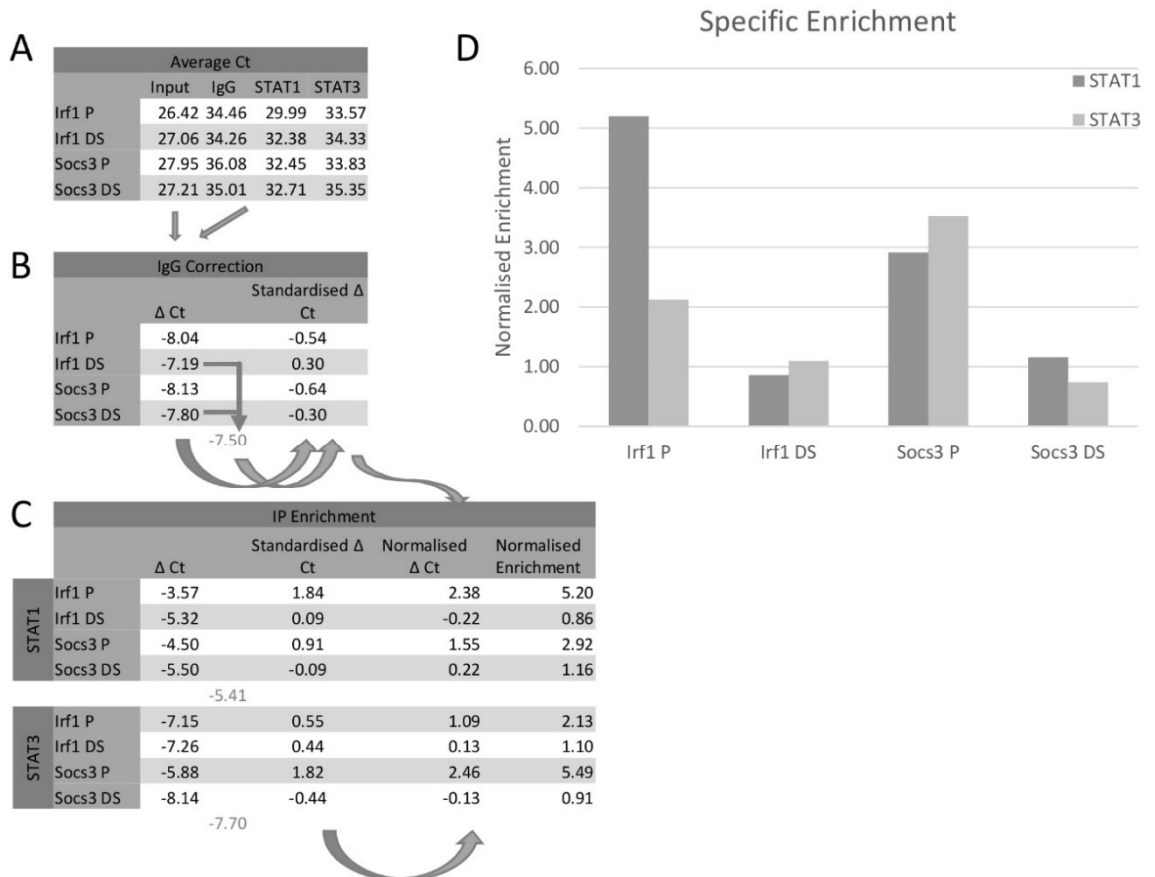 A
Average Ct
Input IgG STAT1 STAT3
Irf1 P 26.42 34.46 29.99 33.57
Irf1 DS 27.06 34.26 32.38 34.33
Socs3 P 27.95 36.08 32.45 33.83
Socs3 DS 27.21 35.01 32.71 35.35
B
IgG Correction
Standardised Δ
Δ Ct Ct
Irf1 P -8.04 -0.54
Irf1 DS -7.19 0.30
Socs3 P -8.13 -0.64
Socs3 DS -7.80 -0.30
-7.50
C
IP Enrichment
Standardised Δ Normalised Normalised
Δ Ct Ct Δ Ct Enrichment
STAT1
Irf1 P -3.57 1.84 2.38 5.20
Irf1 DS -5.32 0.09 -0.22 0.86
Socs3 P -4.50 0.91 1.55 2.92
Socs3 DS -5.50 -0.09 0.22 1.16
-5.41
STAT3
Irf1 P -7.15 0.55 1.09 2.13
Irf1 DS -7.26 0.44 0.13 1.10
Socs3 P -5.88 1.82 2.46 5.49
Socs3 DS -8.14 -0.44 -0.13 0.91
-7.70
D
Specific Enrichment
Normalised Enrichment
6.00
5.00
4.00
3.00
2.00
1.00
0.00
Irf1 P Irf1 DS Socs3 P Socs3 DS
STAT1
STAT3